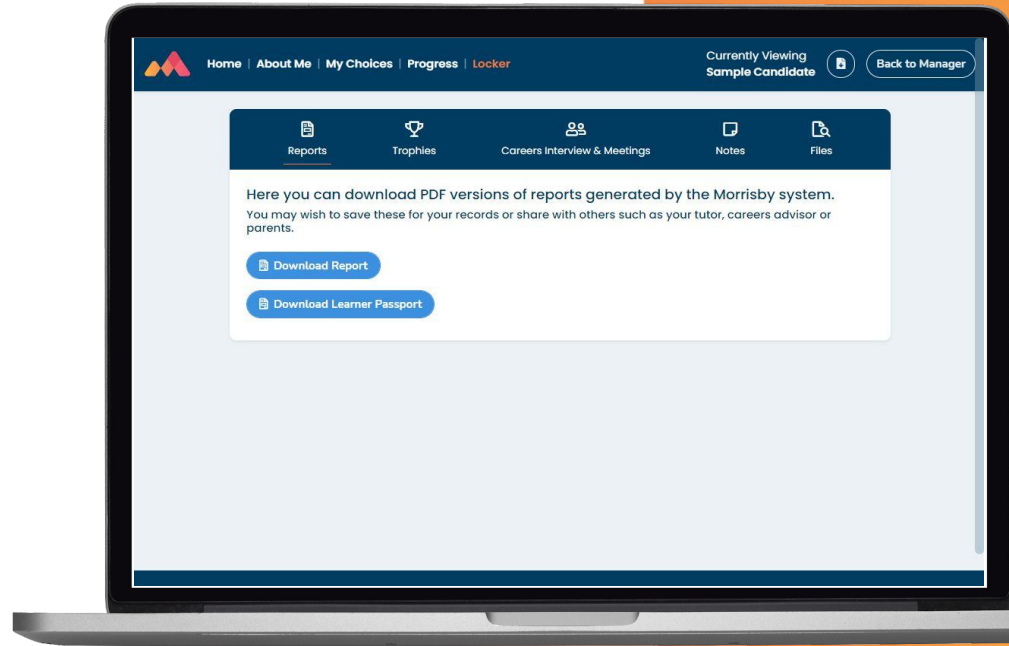 Home | About Me | My Choices | Progress | Locker
Currently Viewing
Sample Candidate
Back to Manager
Reports
Trophies
Careers Interview & Meetings
Notes
Files
Here you can download PDF versions of reports generated by the Morrisby system.
You may wish to save these for your records or share with others such as your tutor, careers advisor or
parents.
Download Report
Download Learner Passport